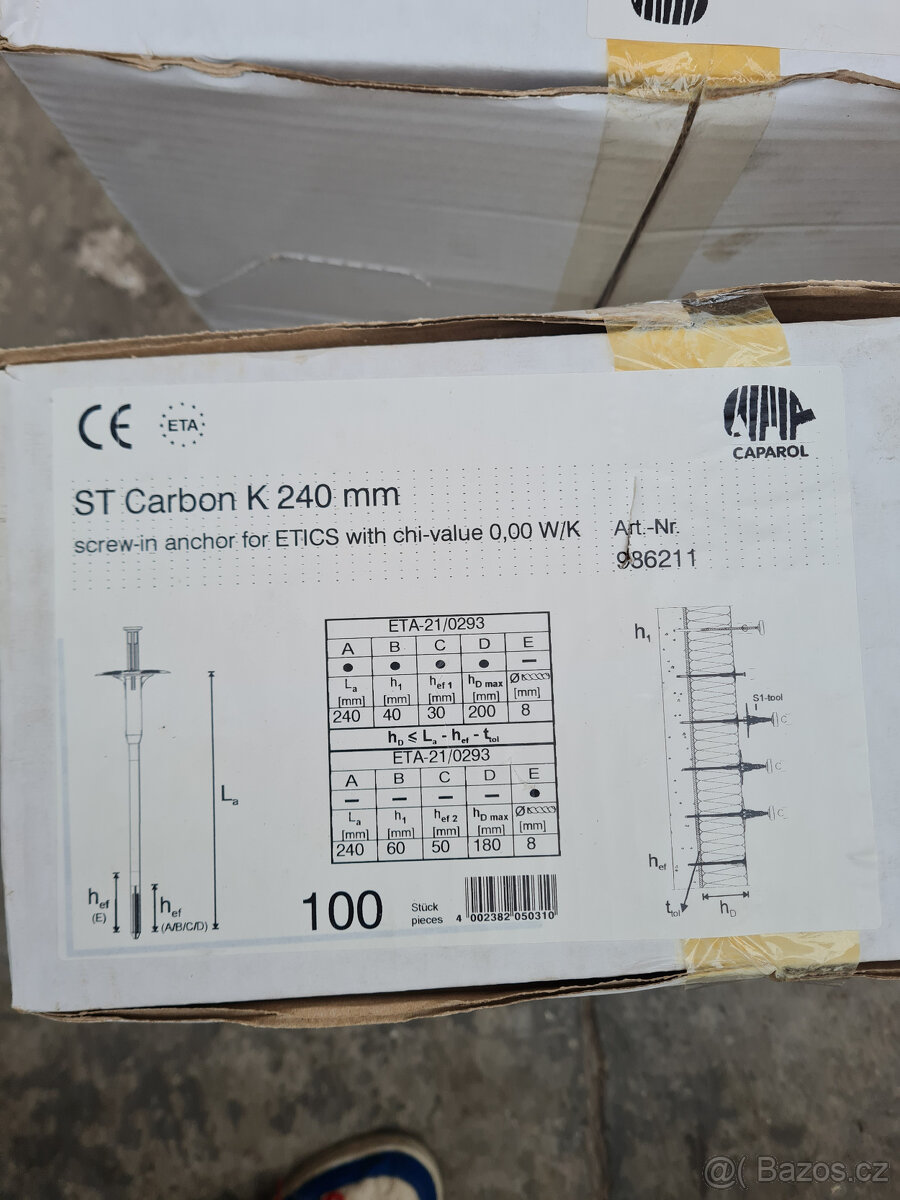 CE
ETA
CAPAROL
ST Carbon K 240 mm
screw-in anchor for ETICS with chi-value 0,00 W/K
Art.-Nr.
986211
ETA-21/0293
A B C D E
● ● ● ● –
La h1 hef 1 hD max Ø
[mm] [mm] [mm] [mm] [mm]
240 40 30 200 8
hD ≤ La - hef - ttol
ETA-21/0293
A B C D E
– – – – ●
La h1 hef 2 hD max Ø
[mm] [mm] [mm] [mm] [mm]
240 60 50 180 8
La
hef
(E)
hef
(A/B/C/D)
100 Stück
pieces
4 002382 050310
h1
S1-tool
hef
ttol
hD
@( Bazos.cz